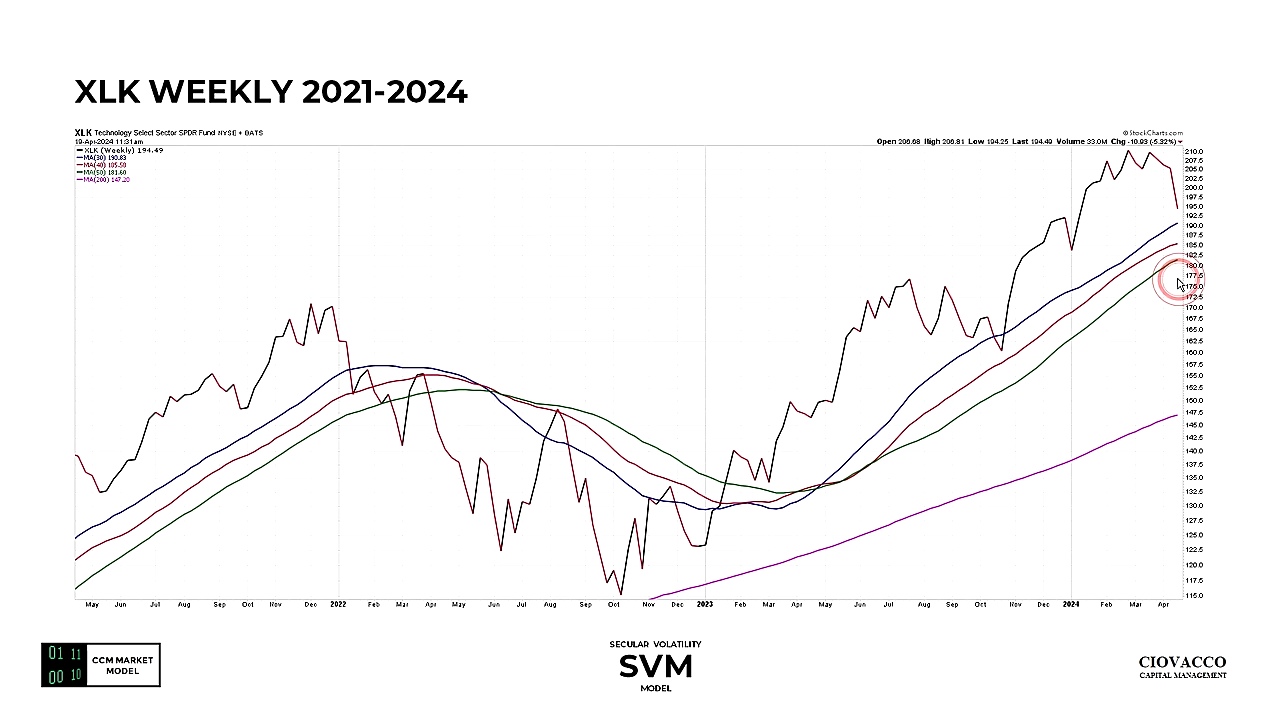 XLK WEEKLY 2021-2024
XLK Technology Select Sector SPDR Fund NYSE + BATS
© StockCharts.com
19-Apr-2024 11:31am
Open 206.68 High 206.81 Low 194.25 Last 194.49 Volume 33.0M Chg -10.93 (-5.32%)
XLK (Weekly) 194.49
MA(30) 190.83
MA(40) 185.50
MA(50) 181.60
MA(200) 147.20
210.0
207.5
205.0
202.5
200.0
197.5
195.0
192.5
190.0
187.5
185.0
182.5
180.0
177.5
175.0
172.5
170.0
167.5
165.0
162.5
160.0
157.5
155.0
152.5
150.0
147.5
145.0
142.5
140.0
137.5
135.0
132.5
130.0
127.5
125.0
122.5
120.0
117.5
115.0
May Jun Jul Aug Sep Oct Nov Dec 2022 Feb Mar Apr May Jun Jul Aug Sep Oct Nov Dec 2023 Feb Mar Apr May Jun Jul Aug Sep Oct Nov Dec 2024 Feb Mar Apr
01 11
00 10
CCM MARKET
MODEL
SECULAR VOLATILITY
SVM
MODEL
CIOVACCO
CAPITAL MANAGEMENT